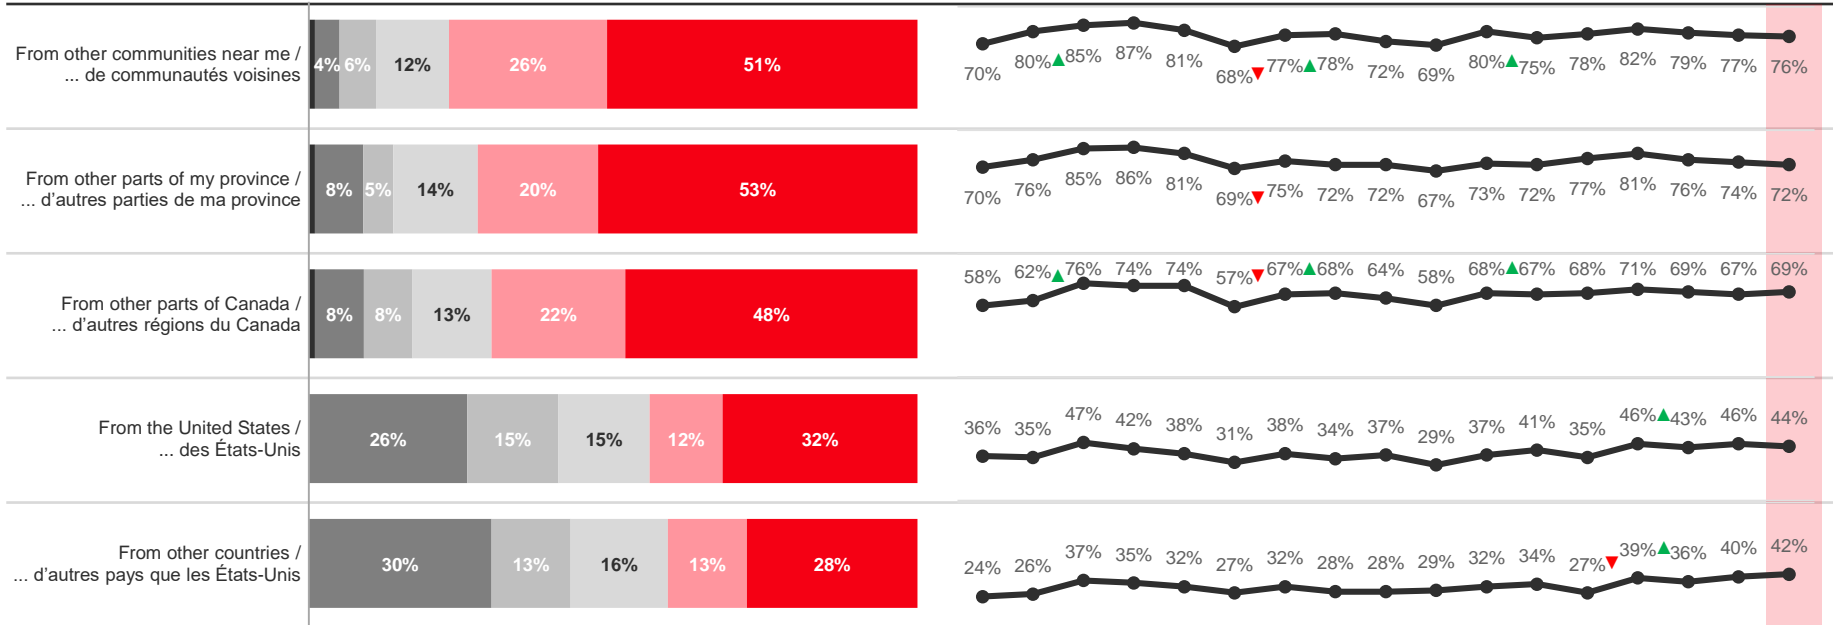 From other communities near me /
... de communautés voisines
4% 6% 12% 26% 51%
70% 80%▲85% 87% 81% 68%▼77%▲78% 72% 69% 80%▲75% 78% 82% 79% 77% 76%
From other parts of my province /
... d'autres parties de ma province
8% 5% 14% 20% 53%
70% 76% 85% 86% 81% 69%▼75% 72% 72% 67% 73% 72% 77% 81% 76% 74% 72%
From other parts of Canada /
... d'autres régions du Canada
8% 8% 13% 22% 48%
58% 62%▲76% 74% 74% 57%▼67%▲68% 64% 58% 68%▲67% 68% 71% 69% 67% 69%
From the United States /
... des États-Unis
26% 15% 15% 12% 32%
36% 35% 47% 42% 38% 31% 38% 34% 37% 29% 37% 41% 35% 46%▲43% 46% 44%
From other countries /
... d'autres pays que les États-Unis
30% 13% 16% 13% 28%
24% 26% 37% 35% 32% 27% 32% 28% 28% 29% 32% 34% 27%▼39%▲36% 40% 42%